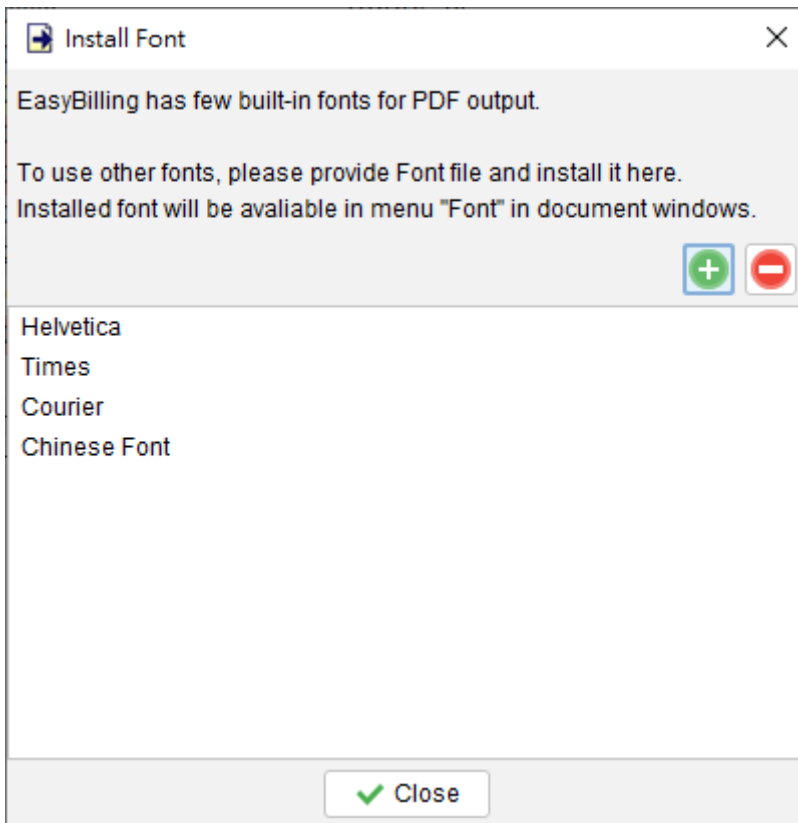 Install Font
EasyBilling has few built-in fonts for PDF output.
To use other fonts, please provide Font file and install it here.
Installed font will be avaliable in menu "Font" in document windows.
Helvetica
Times
Courier
Chinese Font
Close